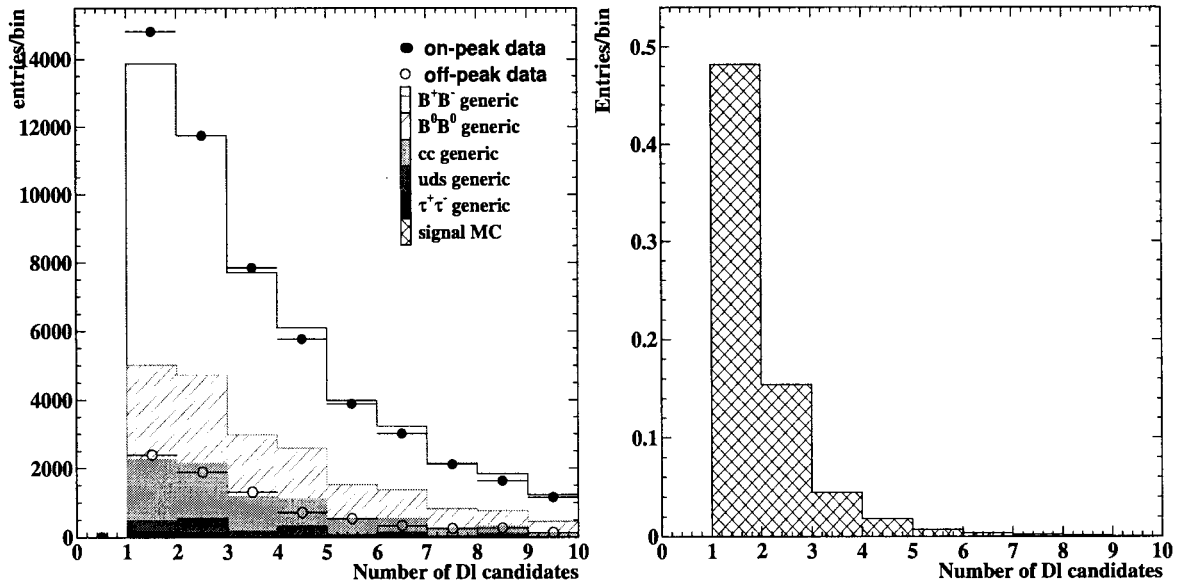 entries/bin
14000
12000
10000
8000
6000
4000
2000
0
0 1 2 3 4 5 6 7 8 9 10
Number of Dl candidates
on-peak data
off-peak data
B⁺B⁻ generic
B⁰B⁰ generic
cc generic
uds generic
τ⁺τ⁻ generic
signal MC
Entries/bin
0.5
0.4
0.3
0.2
0.1
0
0 1 2 3 4 5 6 7 8 9 10
Number of Dl candidates